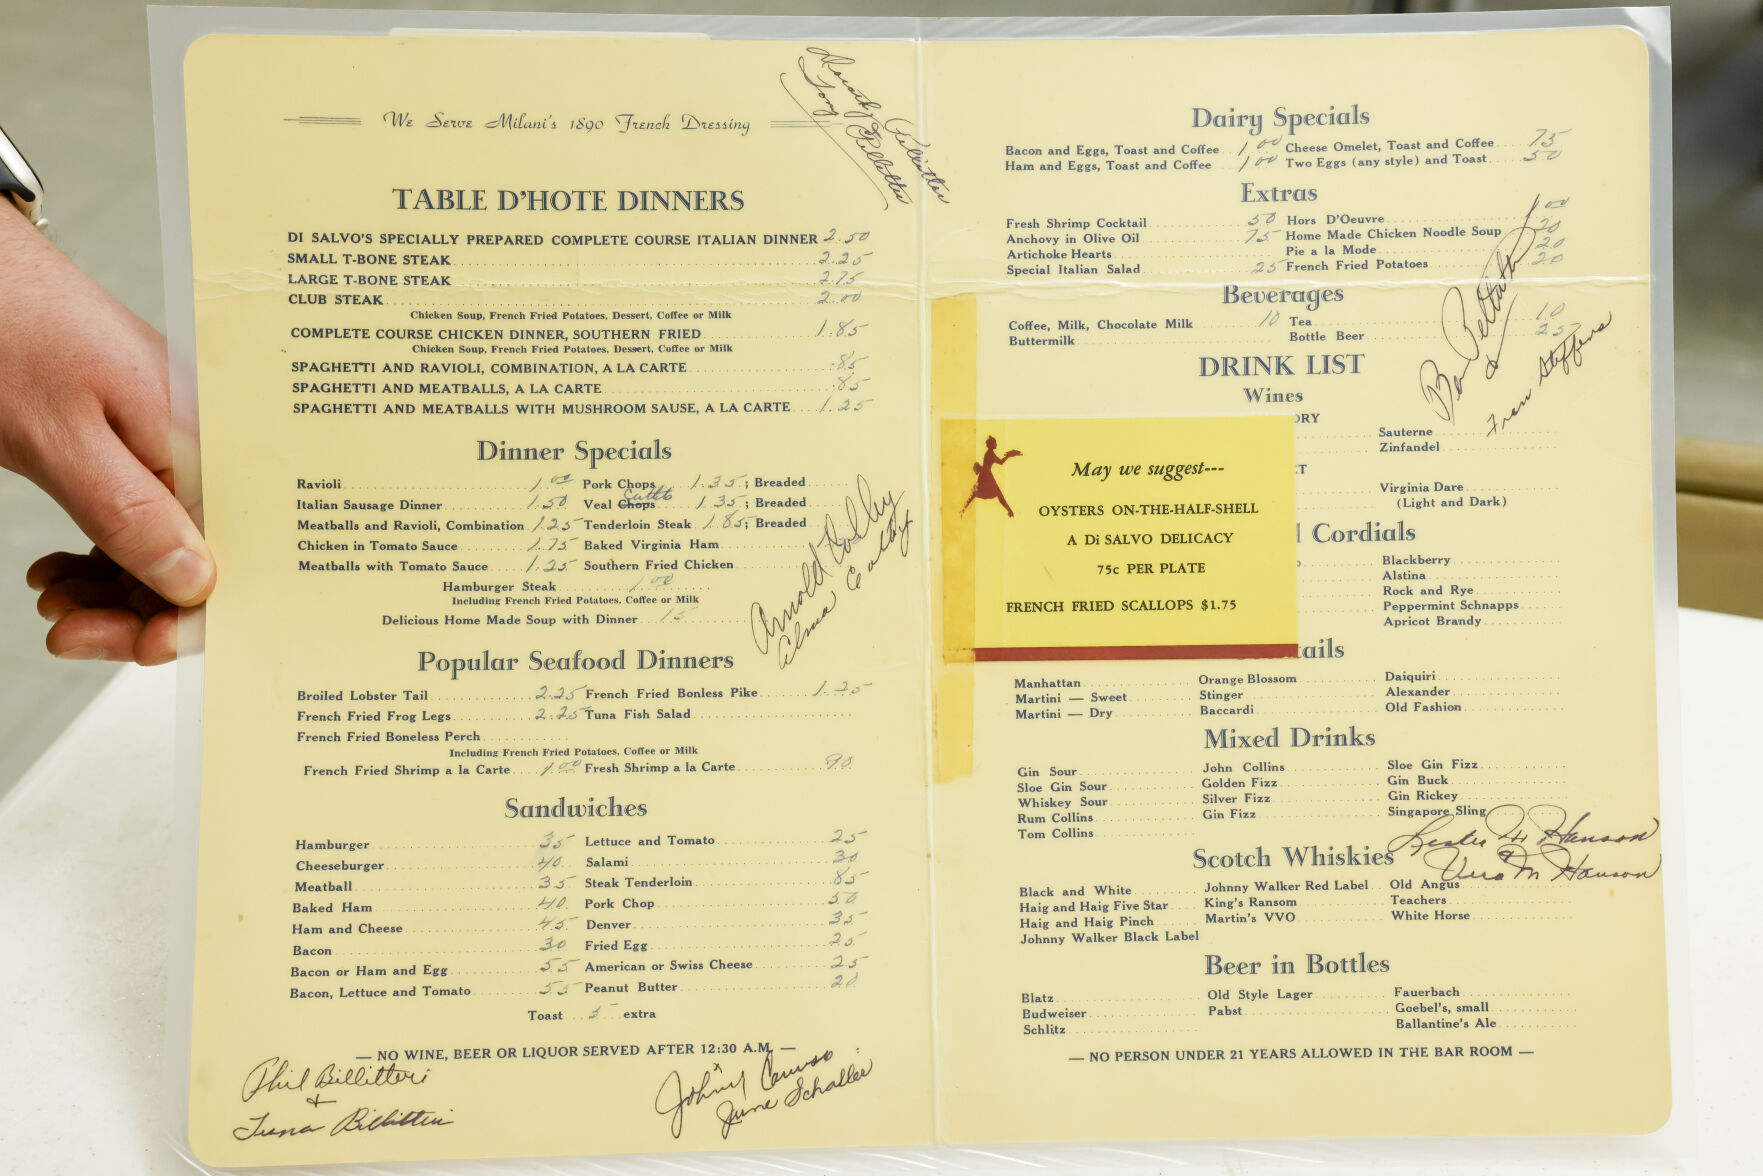 We Serve Milani's 1890 French Dressing
TABLE D'HOTE DINNERS
DI SALVO'S SPECIALLY PREPARED COMPLETE COURSE ITALIAN DINNER 2.50
SMALL T-BONE STEAK 2.25
LARGE T-BONE STEAK 2.75
CLUB STEAK 2.00
Chicken Soup, French Fried Potatoes, Dessert, Coffee or Milk
COMPLETE COURSE CHICKEN DINNER, SOUTHERN FRIED 1.85
Chicken Soup, French Fried Potatoes, Dessert, Coffee or Milk
SPAGHETTI AND RAVIOLI, COMBINATION, A LA CARTE .85
SPAGHETTI AND MEATBALLS, A LA CARTE .85
SPAGHETTI AND MEATBALLS WITH MUSHROOM SAUSE, A LA CARTE 1.25
Dinner Specials
Ravioli 1.00 Pork Chops 1.35; Breaded
Italian Sausage Dinner 1.50 Veal Chops Cutlets 1.35; Breaded
Meatballs and Ravioli, Combination 1.25 Tenderloin Steak 1.85; Breaded
Chicken in Tomato Sauce 1.75 Baked Virginia Ham
Meatballs with Tomato Sauce 1.25 Southern Fried Chicken
Hamburger Steak 1.00
Including French Fried Potatoes, Coffee or Milk
Delicious Home Made Soup with Dinner 15
Arnold Colby
Alma Colby
Popular Seafood Dinners
Broiled Lobster Tail 2.25 French Fried Bonless Pike 1.25
French Fried Frog Legs 2.25 Tuna Fish Salad
French Fried Boneless Perch
Including French Fried Potatoes, Coffee or Milk
French Fried Shrimp a la Carte 1.00 Fresh Shrimp a la Carte 90
Sandwiches
Hamburger 35 Lettuce and Tomato 25
Cheeseburger 40 Salami 30
Meatball 35 Steak Tenderloin 85
Baked Ham 40 Pork Chop 50
Ham and Cheese 45 Denver 35
Bacon 30 Fried Egg 25
Bacon or Ham and Egg 55 American or Swiss Cheese 25
Bacon, Lettuce and Tomato 55 Peanut Butter 20
Toast 5 extra
— NO WINE, BEER OR LIQUOR SERVED AFTER 12:30 A.M. —
Phil Billitteri
+
Billitteri
Johny Caruso
June Schaller
Tony Billitteri
Dairy Specials
Bacon and Eggs, Toast and Coffee 1.00 Cheese Omelet, Toast and Coffee 75
Ham and Eggs, Toast and Coffee 1.00 Two Eggs (any style) and Toast 50
Extras
Fresh Shrimp Cocktail 50 Hors D'Oeuvre 1.00
Anchovy in Olive Oil 75 Home Made Chicken Noodle Soup 20
Artichoke Hearts Pie a la Mode 20
Special Italian Salad 25 French Fried Potatoes 20
Beverages
Coffee, Milk, Chocolate Milk 10 Tea 10
Buttermilk Bottle Beer 25
Fran Steffens
DRINK LIST
Wines
DRY
Sauterne
Zinfandel
ET
Virginia Dare
(Light and Dark)
May we suggest---
OYSTERS ON-THE-HALF-SHELL
A Di SALVO DELICACY
75c PER PLATE
FRENCH FRIED SCALLOPS $1.75
d Cordials
Blackberry
Alstina
Rock and Rye
Peppermint Schnapps
Apricot Brandy
tails
Manhattan Orange Blossom Daiquiri
Martini — Sweet Stinger Alexander
Martini — Dry Baccardi Old Fashion
Mixed Drinks
Gin Sour John Collins Sloe Gin Fizz
Sloe Gin Sour Golden Fizz Gin Buck
Whiskey Sour Silver Fizz Gin Rickey
Rum Collins Gin Fizz Singapore Sling
Tom Collins
Lester H Hanson
Vera M Hanson
Scotch Whiskies
Black and White Johnny Walker Red Label Old Angus
Haig and Haig Five Star King's Ransom Teachers
Haig and Haig Pinch Martin's VVO White Horse
Johnny Walker Black Label
Beer in Bottles
Blatz Old Style Lager Fauerbach
Budweiser Pabst Goebel's, small
Schlitz Ballantine's Ale
— NO PERSON UNDER 21 YEARS ALLOWED IN THE BAR ROOM —